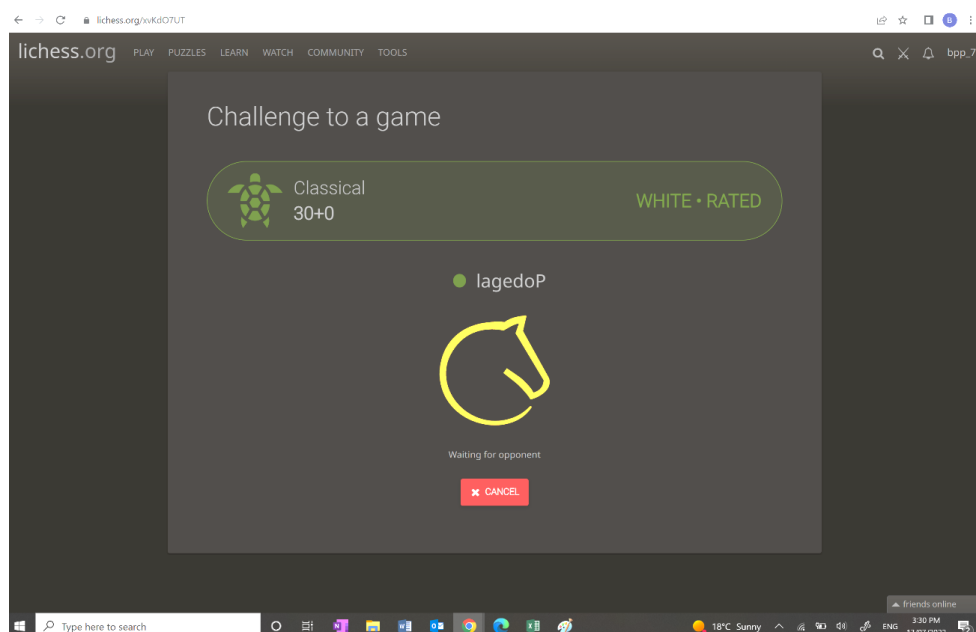 lichess.org/xvKdO7UT
B
lichess.org PLAY PUZZLES LEARN WATCH COMMUNITY TOOLS bpp_7
Challenge to a game
Classical
30+0
WHITE • RATED
lagedoP
Waiting for opponent
✖ CANCEL
friends online
Type here to search
18°C Sunny ENG 3:30 PM